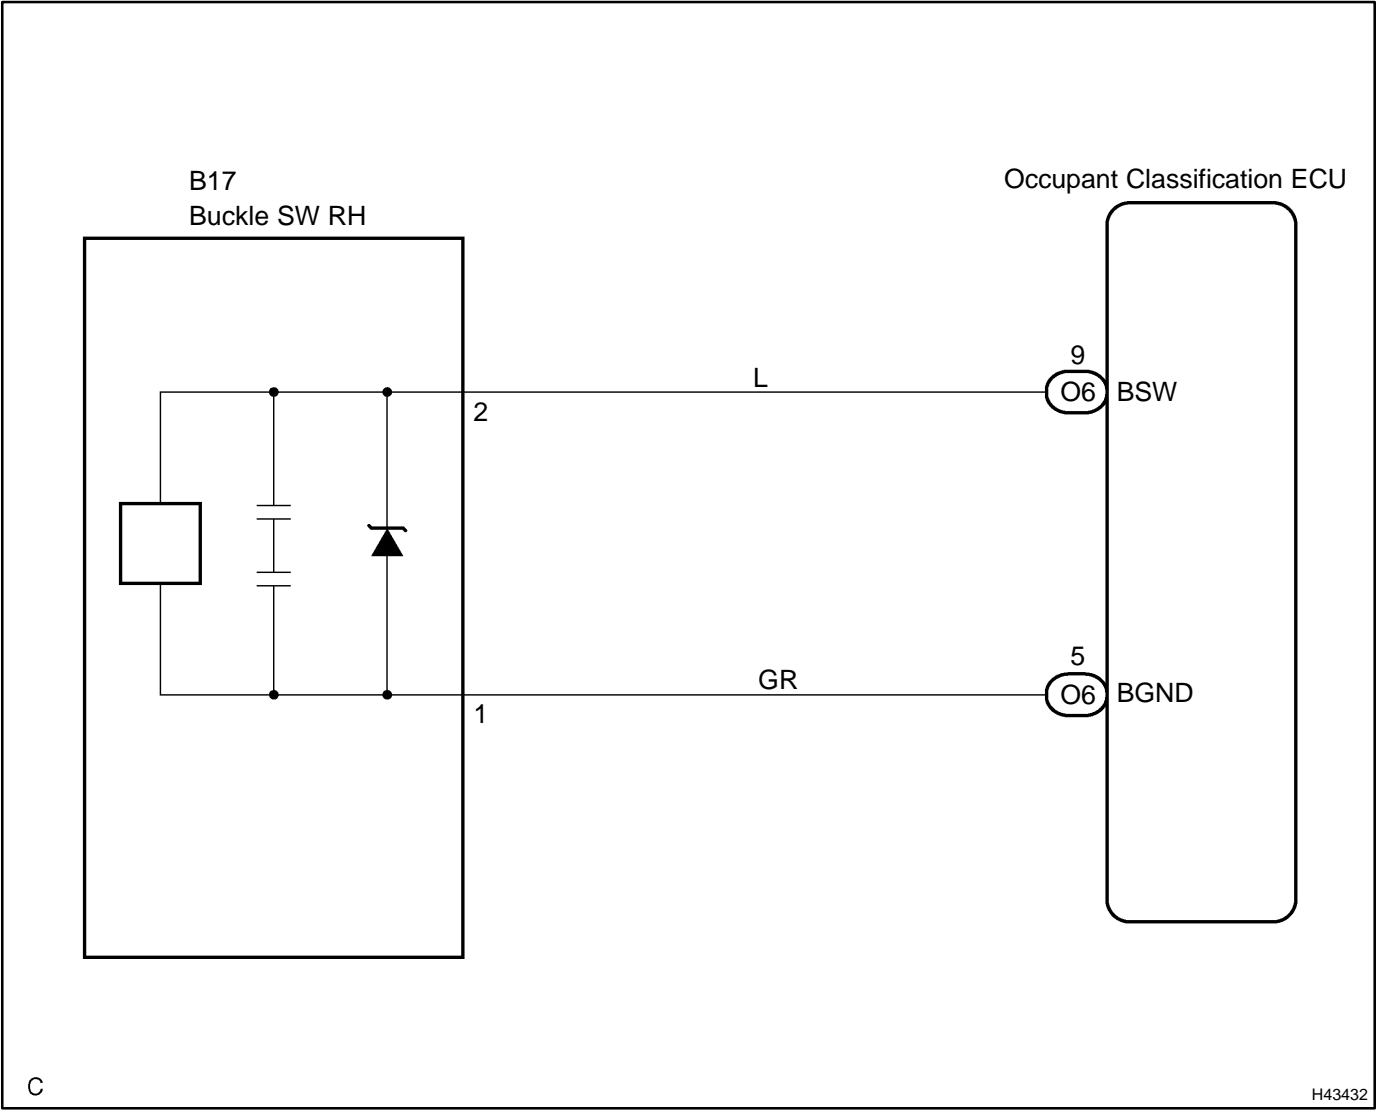 B17
Buckle SW RH
Occupant Classification ECU
9
L
O6
BSW
2
5
GR
O6
BGND
1
C
H43432